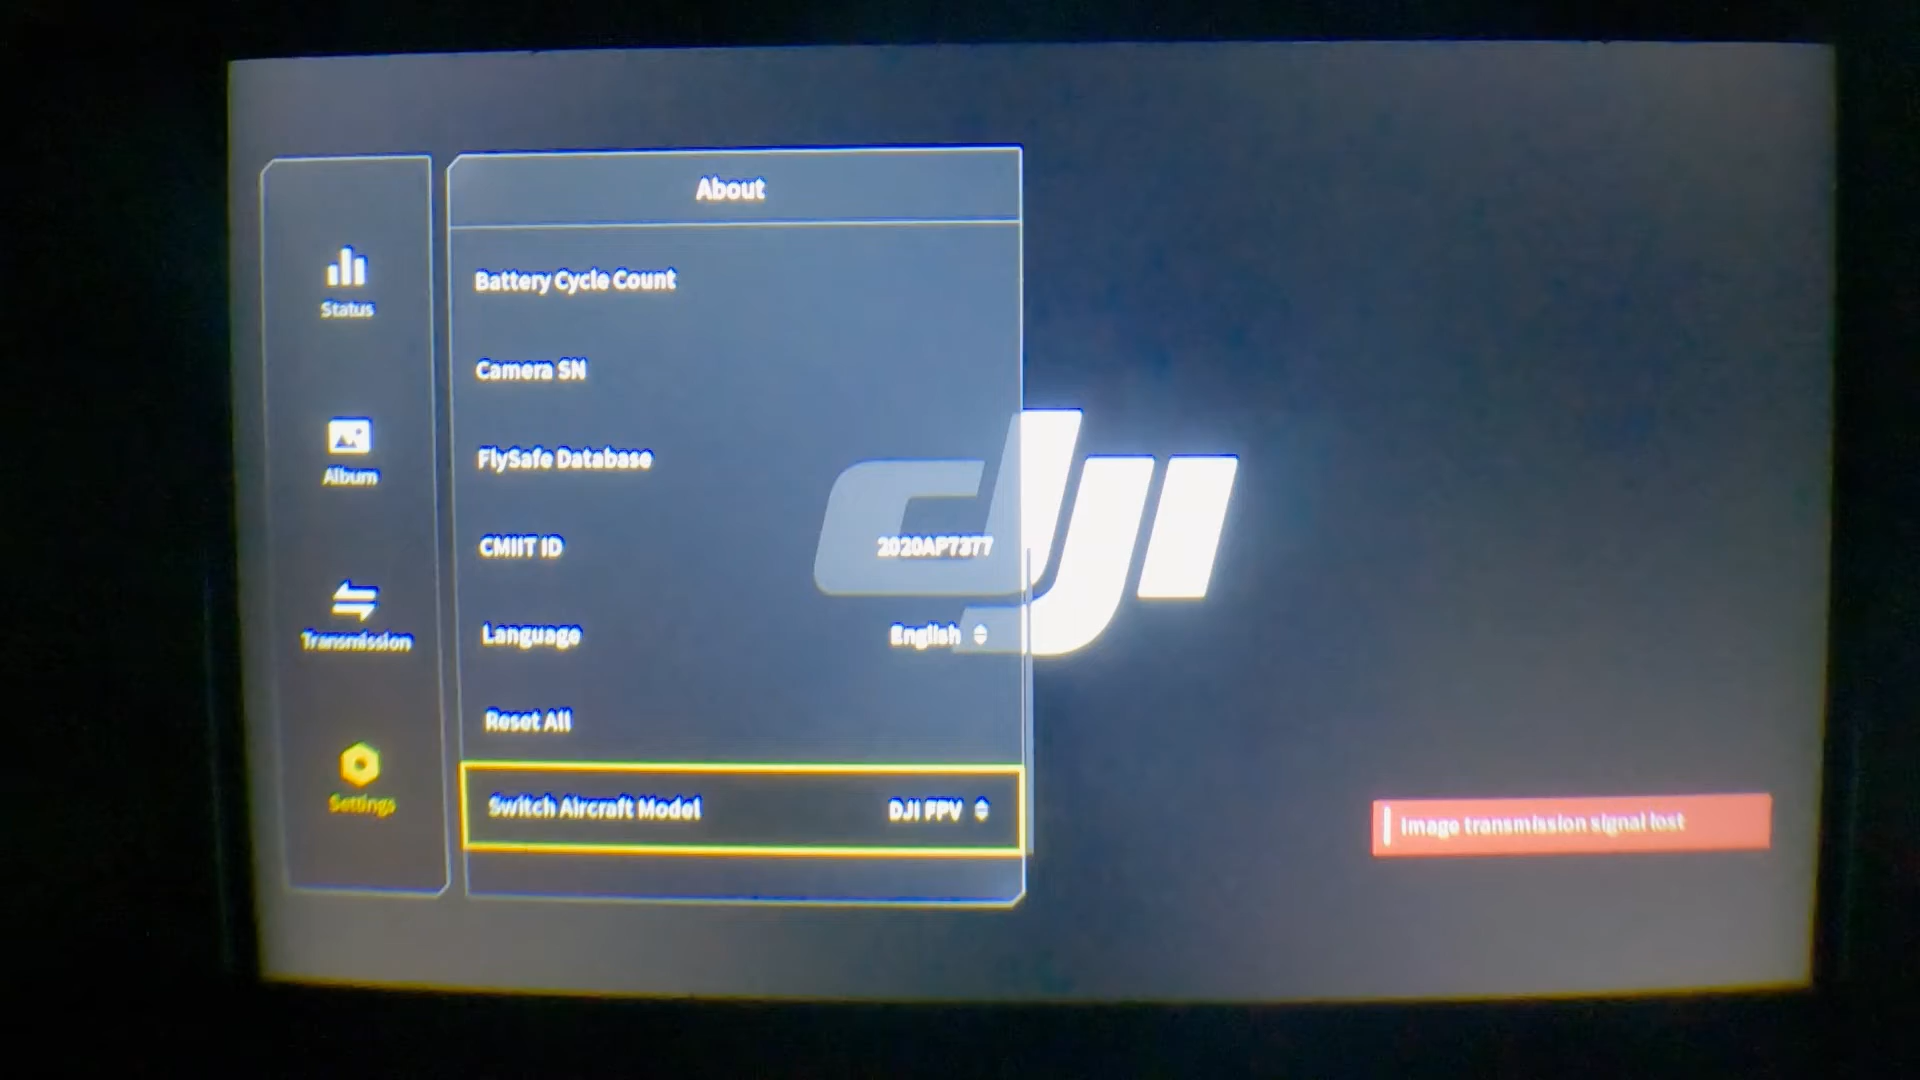 About
Status
Album
Transmission
Settings
Battery Cycle Count
Camera SN
FlySafe Database
CMIIT ID 2020AP7377
Language English
Reset All
Switch Aircraft Model DJI FPV
dji
Image transmission signal lost